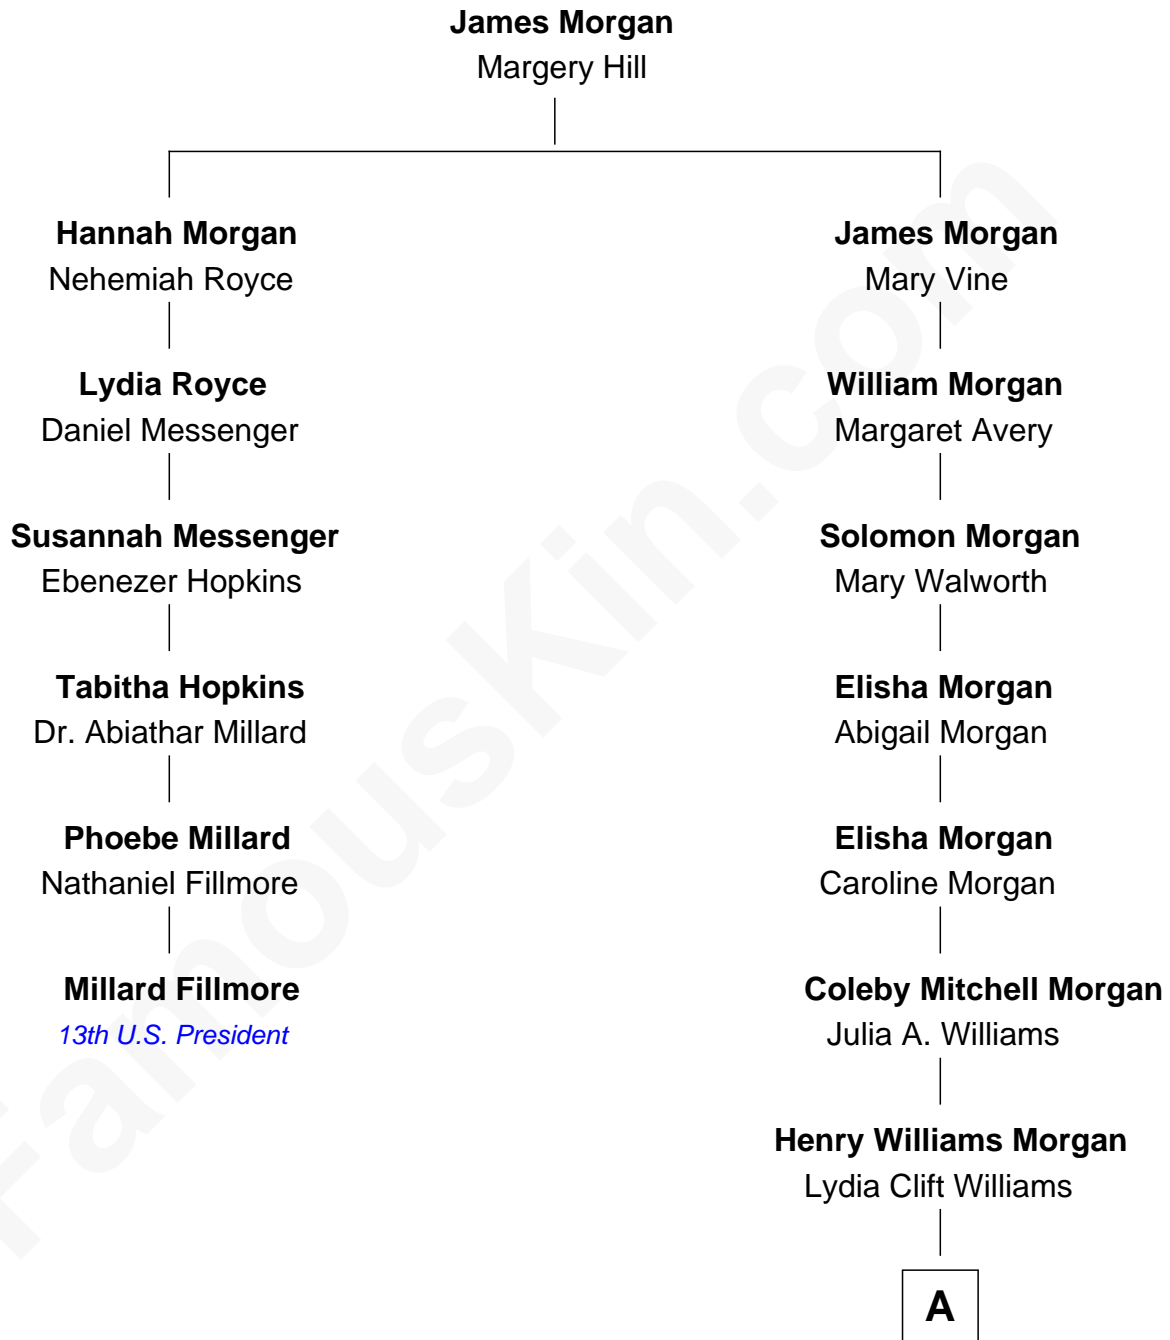 James Morgan
Margery Hill
Hannah Morgan
Nehemiah Royce
Lydia Royce
Daniel Messenger
Susannah Messenger
Ebenezer Hopkins
Tabitha Hopkins
Dr. Abiathar Millard
Phoebe Millard
Nathaniel Fillmore
Millard Fillmore
13th U.S. President
James Morgan
Mary Vine
William Morgan
Margaret Avery
Solomon Morgan
Mary Walworth
Elisha Morgan
Abigail Morgan
Elisha Morgan
Caroline Morgan
Coleby Mitchell Morgan
Julia A. Williams
Henry Williams Morgan
Lydia Clift Williams
A
FamousKin.com